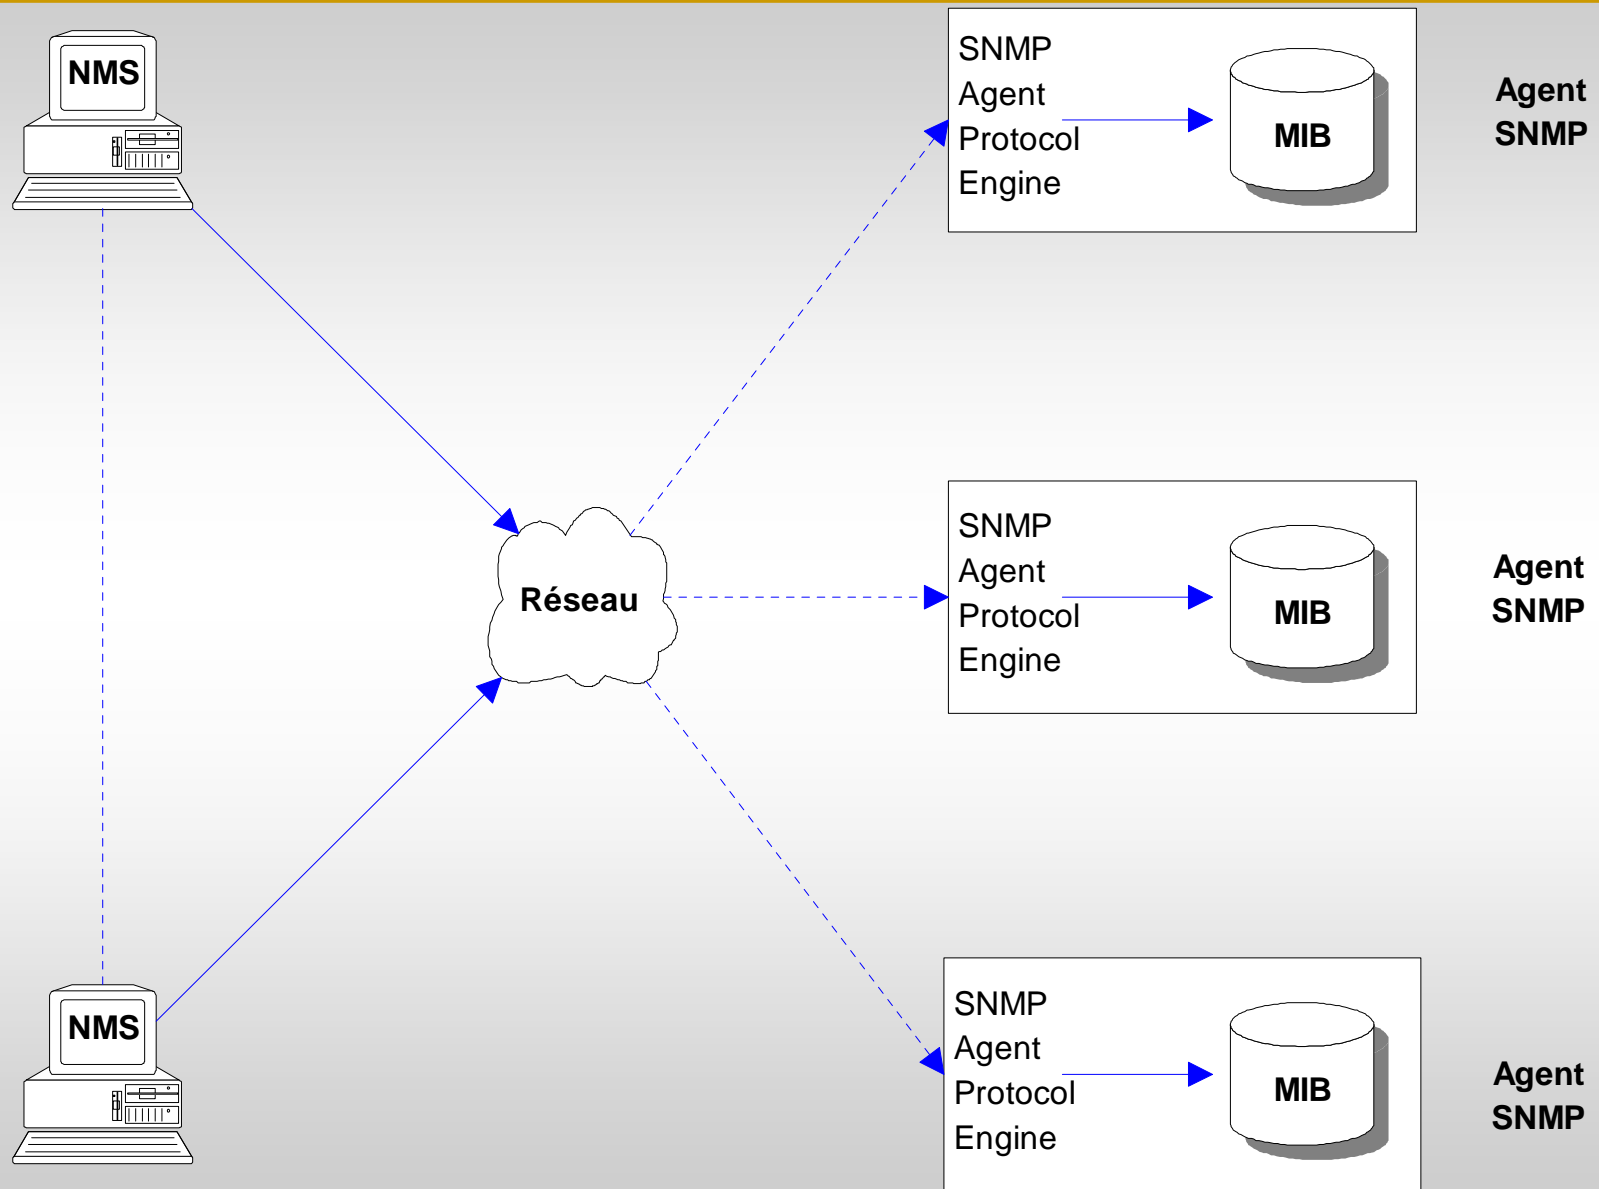 NMS
SNMP
Agent
Protocol
Engine
MIB
Agent
SNMP
Réseau
SNMP
Agent
Protocol
Engine
MIB
Agent
SNMP
NMS
SNMP
Agent
Protocol
Engine
MIB
Agent
SNMP